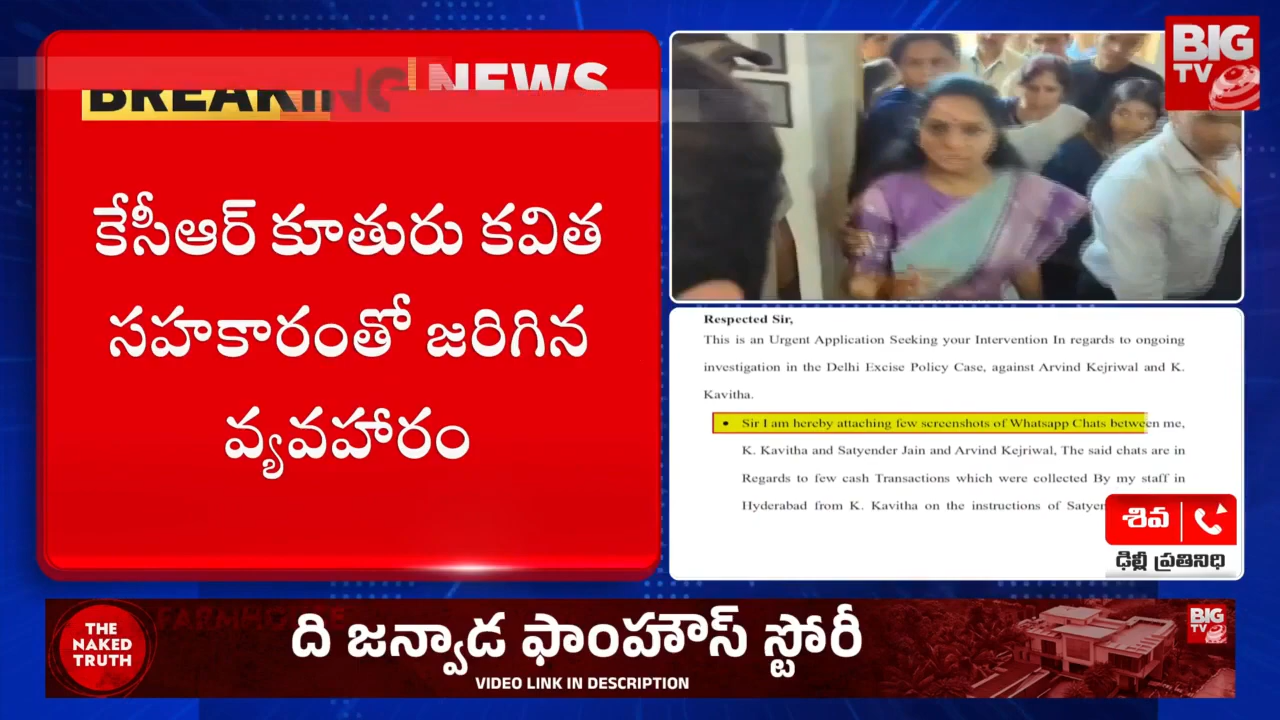 BREAKING NEWS
కేసీఆర్ కూతురు కవిత
సహకారంతో జరిగిన
వ్యవహారం
BIG
TV
Respected Sir,
This is an Urgent Application Seeking your Intervention In regards to ongoing
investigation in the Delhi Excise Policy Case, against Arvind Kejriwal and K.
Kavitha.
• Sir I am hereby attaching few screenshots of Whatsapp Chats between me,
K. Kavitha and Satyender Jain and Arvind Kejriwal, The said chats are in
Regards to few cash Transactions which were collected By my staff in
Hyderabad from K. Kavitha on the instructions of
శివ
ఢిల్లీ ప్రతినిధి
THE
NAKED
TRUTH
FARMHOUSE
ది జన్వాడ ఫాంహౌస్ స్టోరీ
VIDEO LINK IN DESCRIPTION
BIG
TV